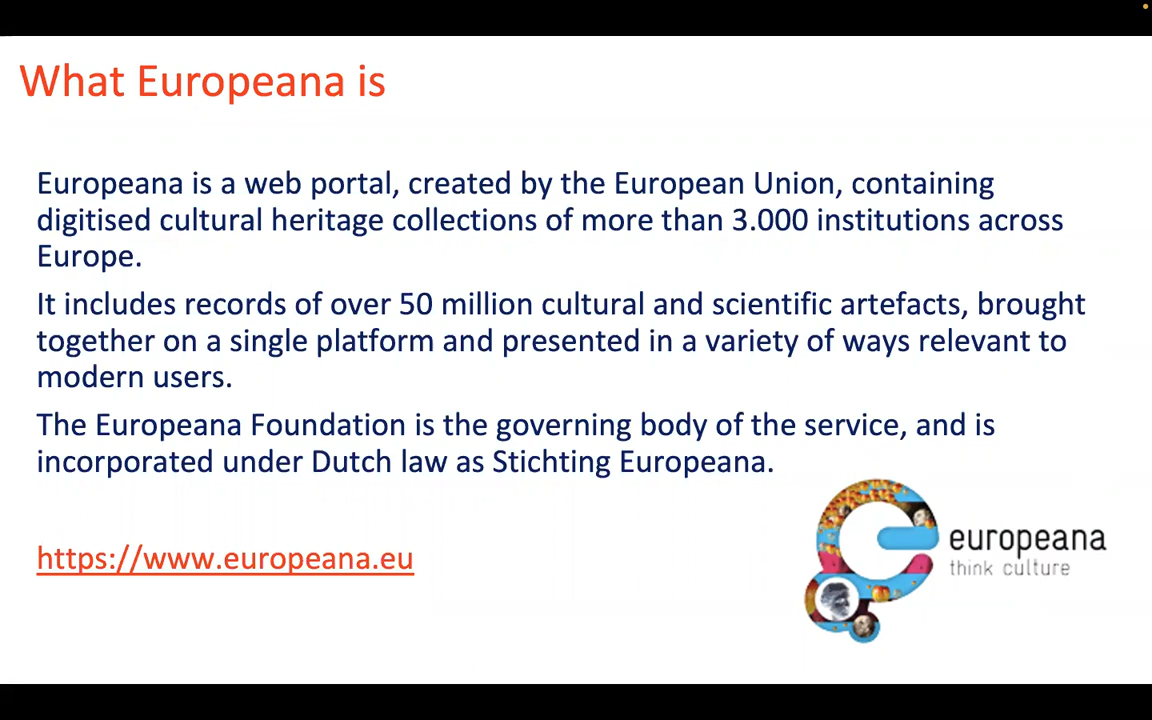 What Europeana is
Europeana is a web portal, created by the European Union, containing
digitised cultural heritage collections of more than 3.000 institutions across
Europe.
It includes records of over 50 million cultural and scientific artefacts, brought
together on a single platform and presented in a variety of ways relevant to
modern users.
The Europeana Foundation is the governing body of the service, and is
incorporated under Dutch law as Stichting Europeana.
https://www.europeana.eu
europeana
think culture